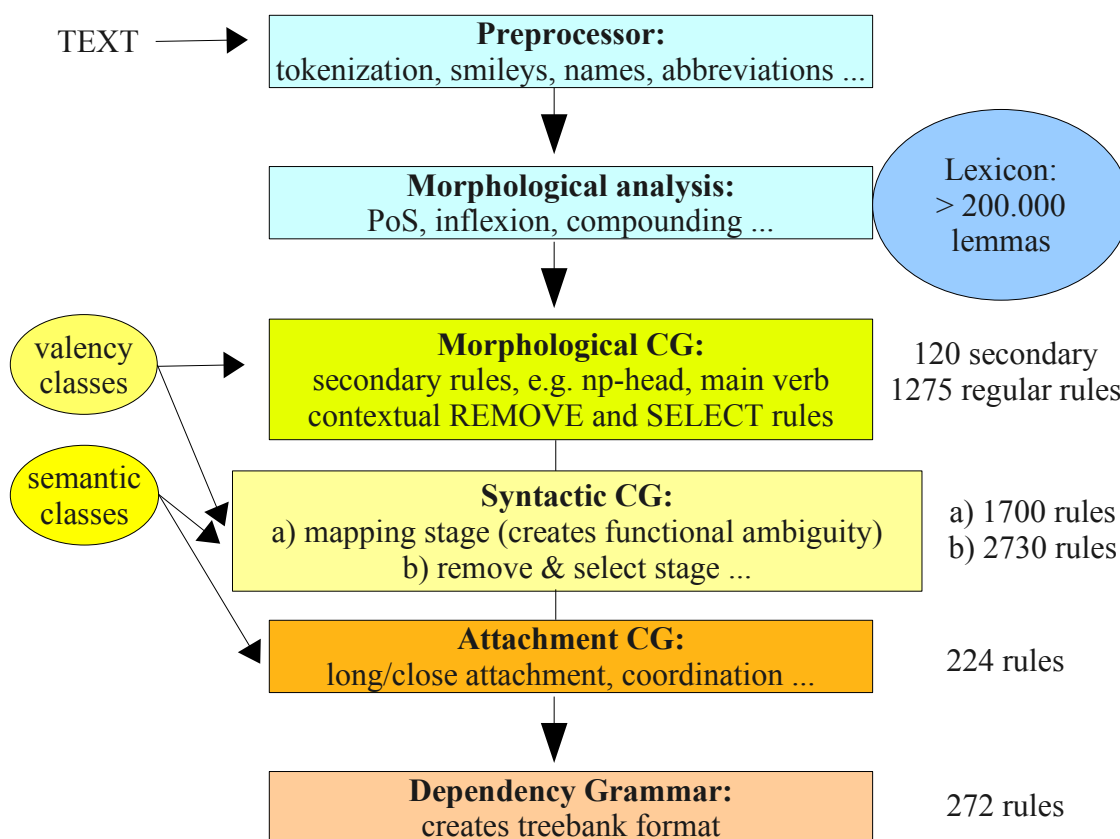 TEXT
Preprocessor:
tokenization, smileys, names, abbreviations ...
Morphological analysis:
PoS, inflexion, compounding ...
Lexicon:
> 200.000
lemmas
valency
classes
Morphological CG:
secondary rules, e.g. np-head, main verb
contextual REMOVE and SELECT rules
120 secondary
1275 regular rules
semantic
classes
Syntactic CG:
a) mapping stage (creates functional ambiguity)
b) remove & select stage ...
a) 1700 rules
b) 2730 rules
Attachment CG:
long/close attachment, coordination ...
224 rules
Dependency Grammar:
creates treebank format
272 rules